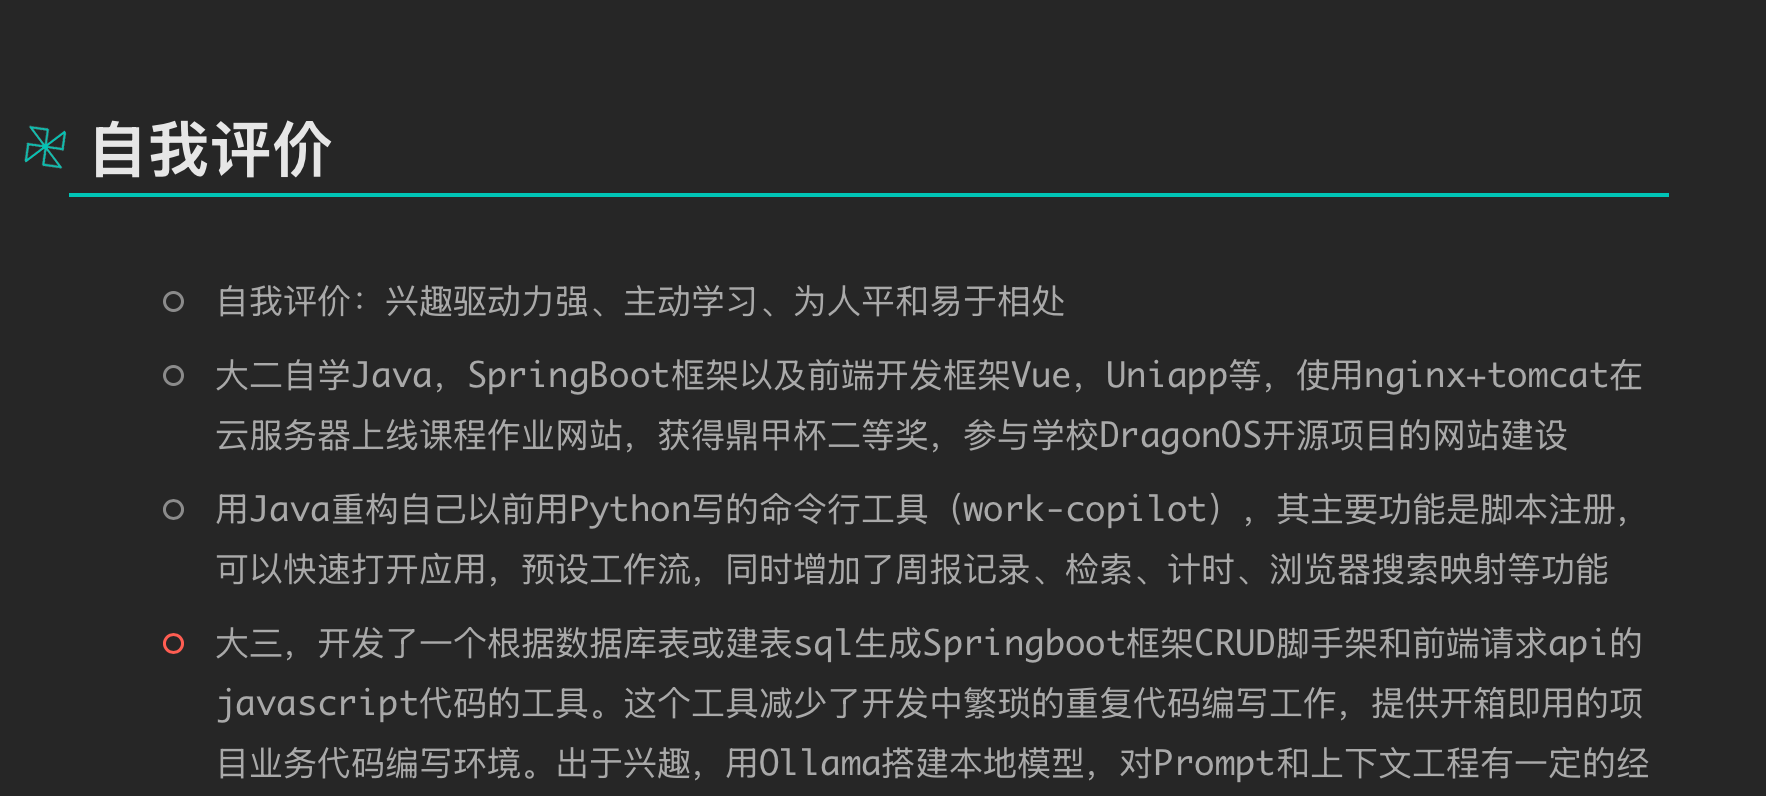 自我评价
自我评价：兴趣驱动力强、主动学习、为人平和易于相处
大二自学Java，SpringBoot框架以及前端开发框架Vue，Uniapp等，使用nginx+tomcat在
云服务器上线课程作业网站，获得鼎甲杯二等奖，参与学校DragonOS开源项目的网站建设
用Java重构自己以前用Python写的命令行工具（work-copilot），其主要功能是脚本注册，
可以快速打开应用，预设工作流，同时增加了周报记录、检索、计时、浏览器搜索映射等功能
大三，开发了一个根据数据库表或建表sql生成Springboot框架CRUD脚手架和前端请求api的
javascript代码的工具。这个工具减少了开发中繁琐的重复代码编写工作，提供开箱即用的项
目业务代码编写环境。出于兴趣，用Ollama搭建本地模型，对Prompt和上下文工程有一定的经